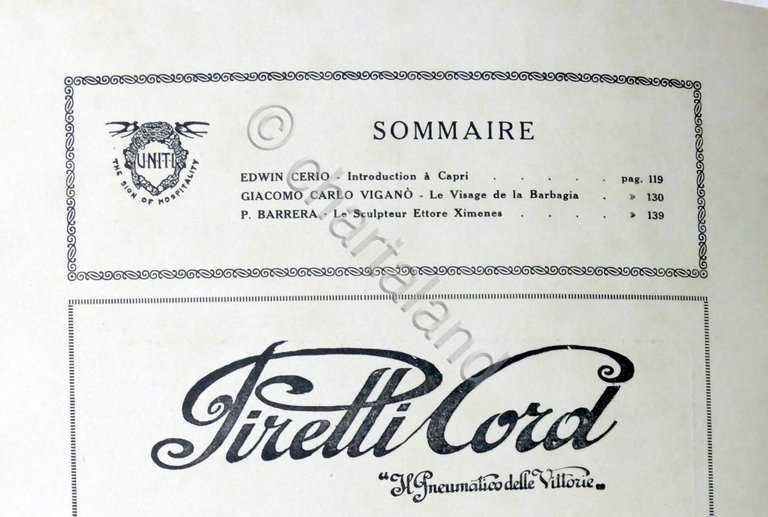 SOMMAIRE
UNITI
THE SIGN OF HOSPITALITY
EDWIN CERIO - Introduction à Capri . . . . . pag. 119
GIACOMO CARLO VIGANÒ - Le Visage de la Barbagia . » 130
P. BARRERA - Le Sculpteur Ettore Ximenes . . . . » 139
© chartaland
Pirelli Cord
"Il Pneumatico delle Vittorie„